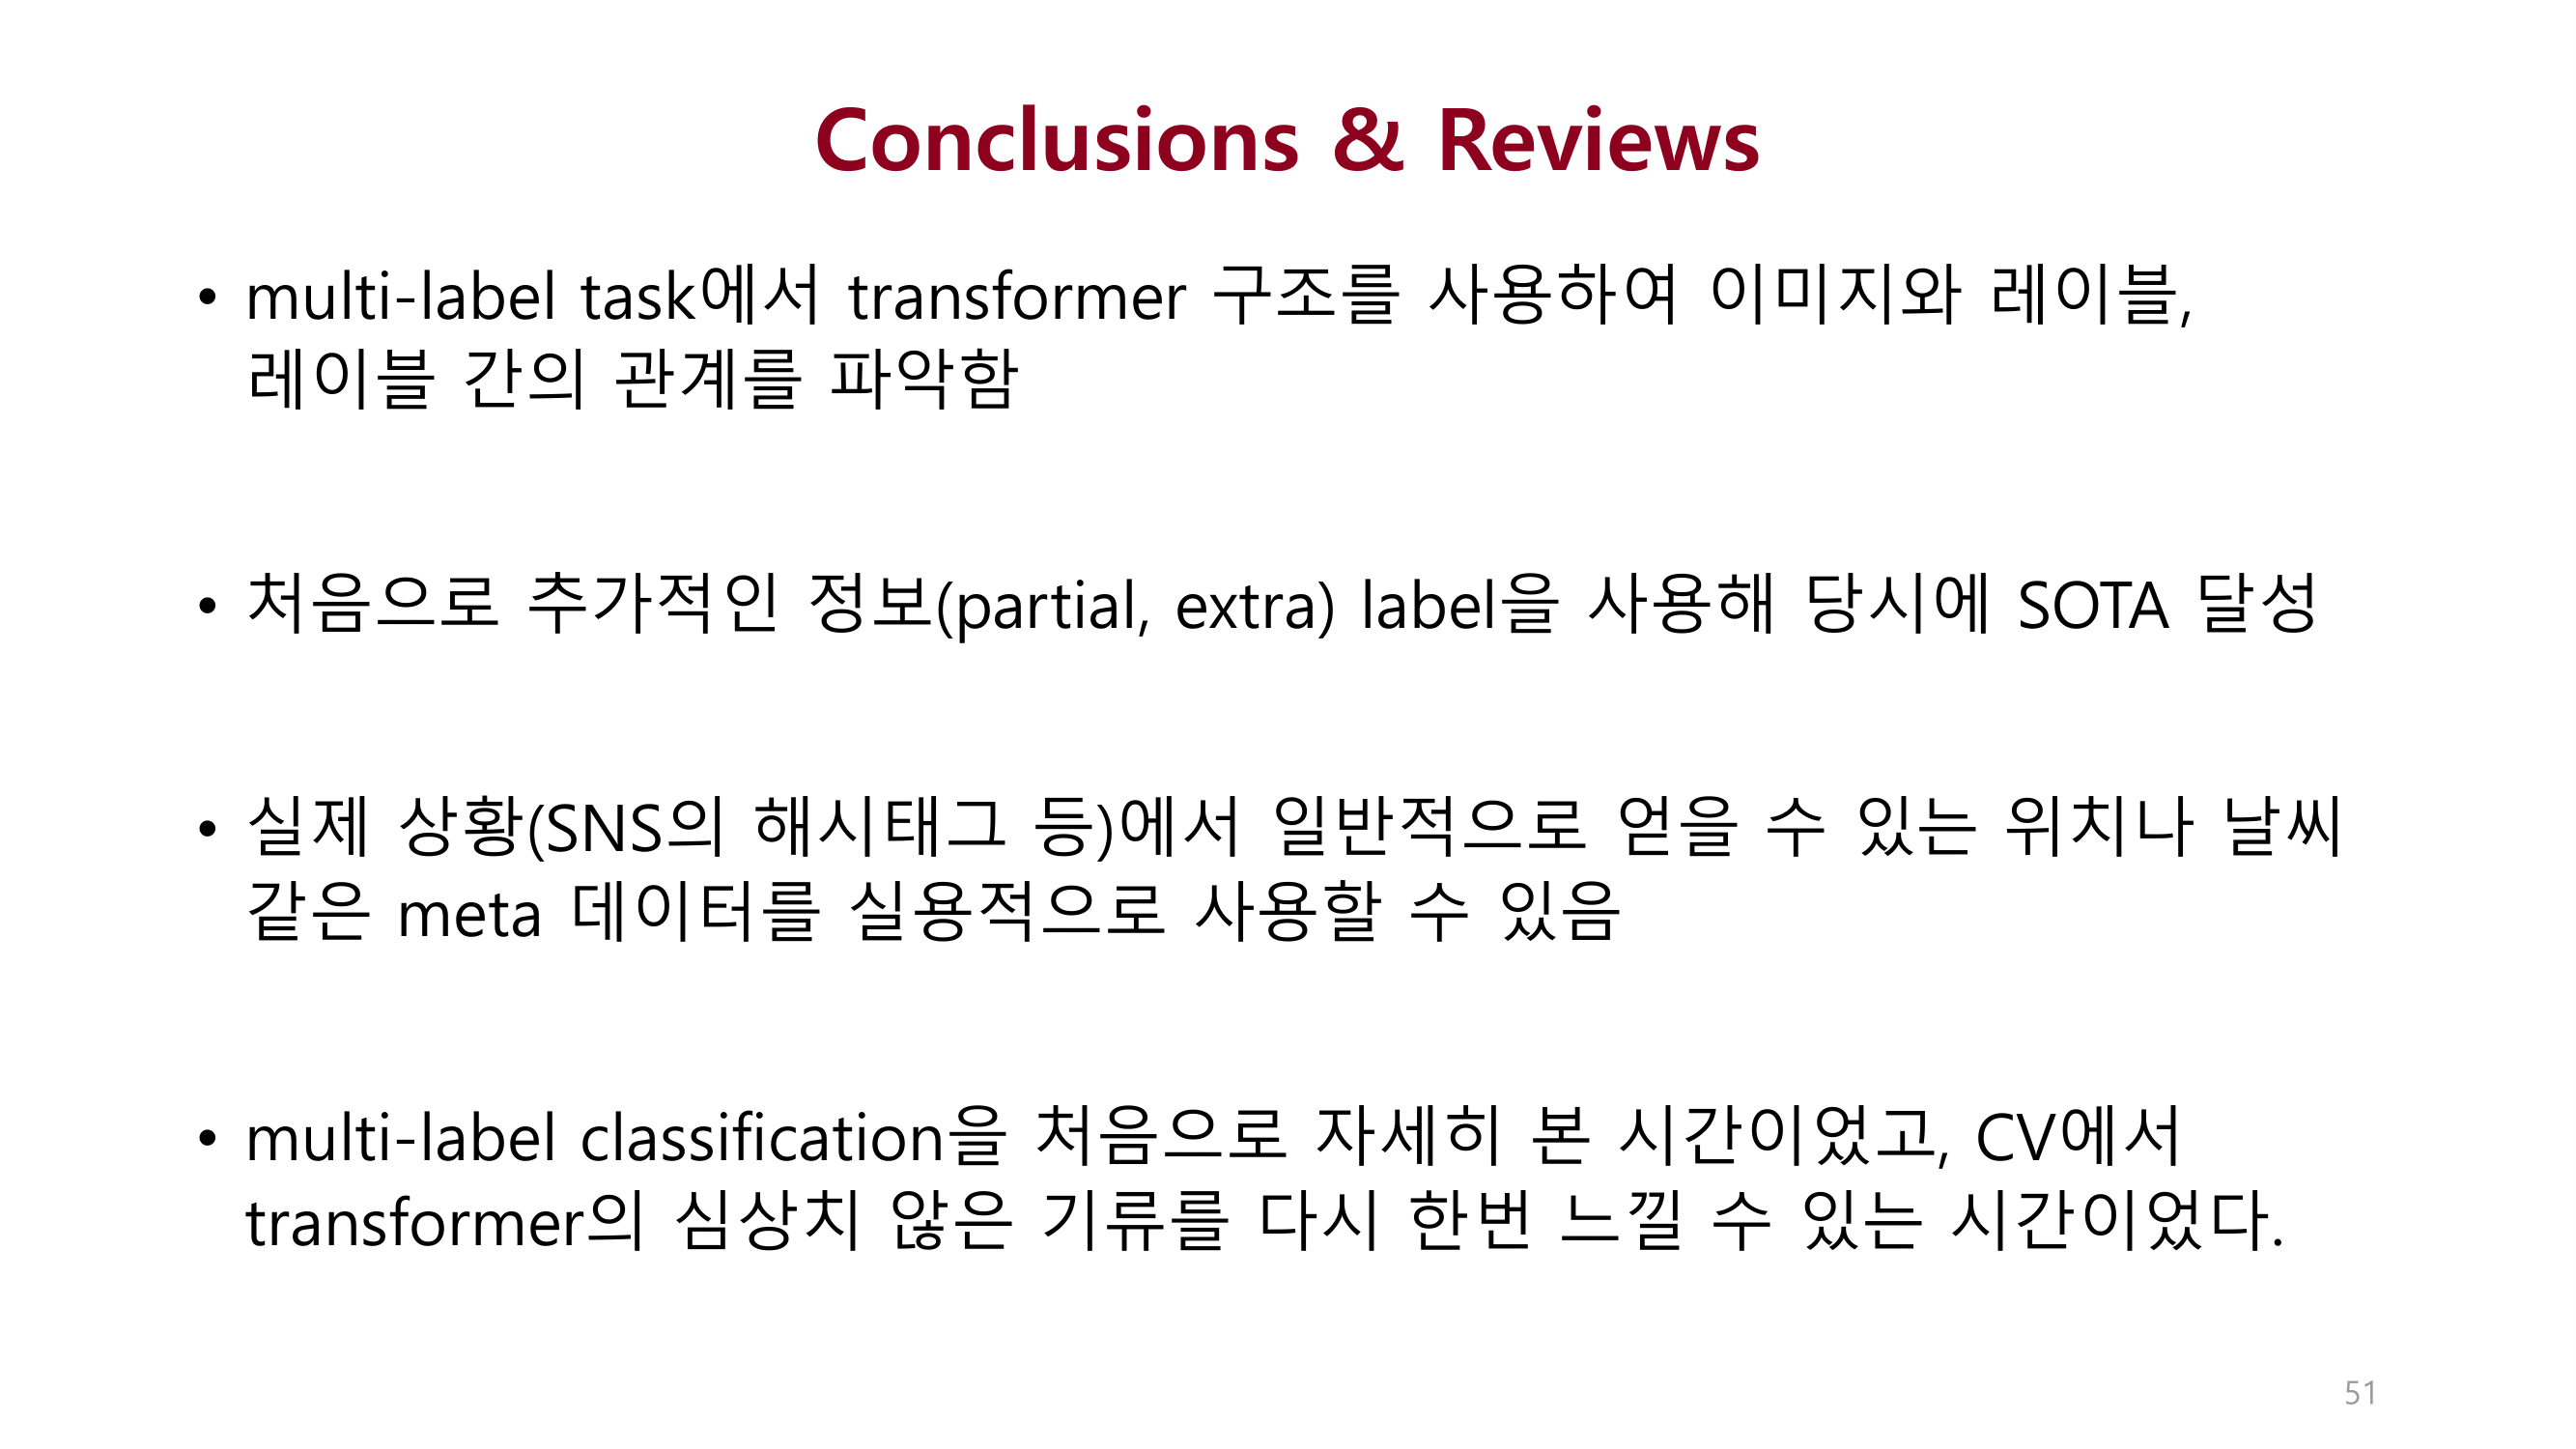 Conclusions & Reviews
• multi-label task에서 transformer 구조를 사용하여 이미지와 레이블,
레이블 간의 관계를 파악함
• 처음으로 추가적인 정보(partial, extra) label을 사용해 당시에 SOTA 달성
• 실제 상황(SNS의 해시태그 등)에서 일반적으로 얻을 수 있는 위치나 날씨
같은 meta 데이터를 실용적으로 사용할 수 있음
• multi-label classification을 처음으로 자세히 본 시간이었고, CV에서
transformer의 심상치 않은 기류를 다시 한번 느낄 수 있는 시간이었다.
51